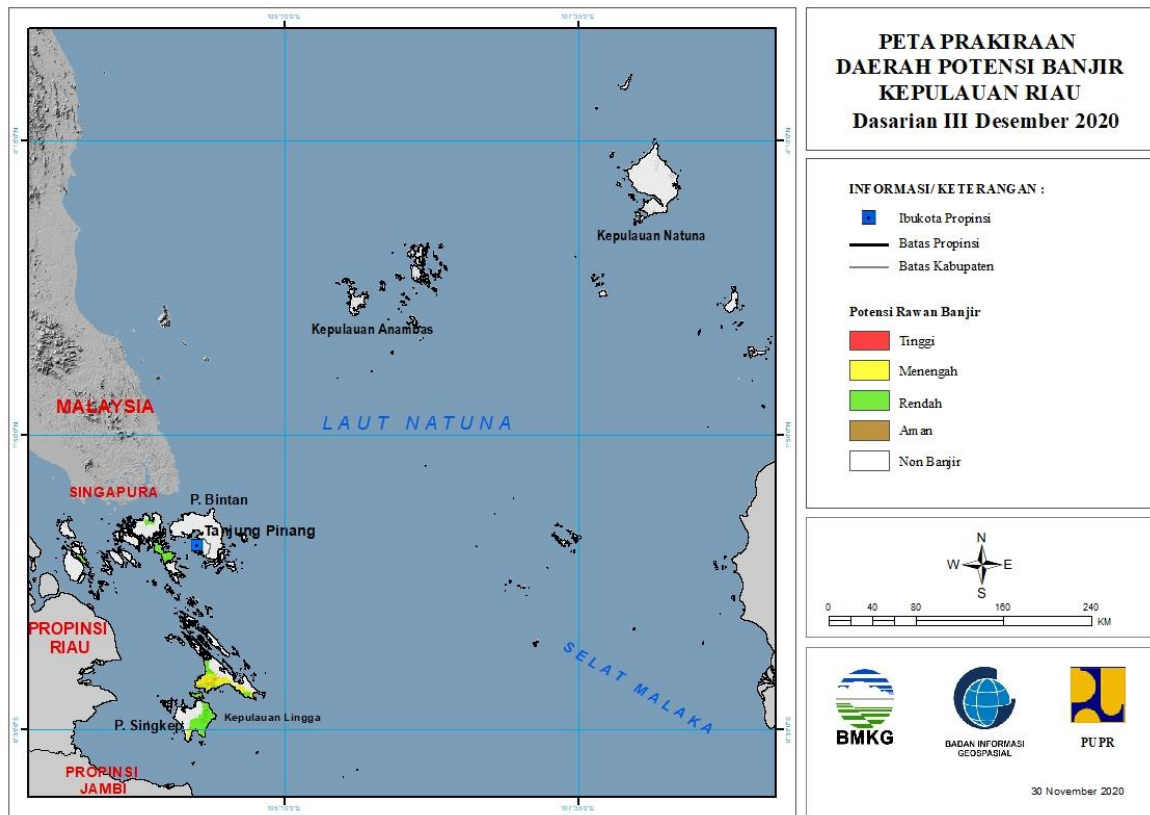 PETA PRAKIRAAN
DAERAH POTENSI BANJIR
KEPULAUAN RIAU
Dasarian III Desember 2020
INFORMASI/ KETERANGAN :
Ibukota Propinsi
Batas Propinsi
Batas Kabupaten
Potensi Rawan Banjir
Tinggi
Menengah
Rendah
Aman
Non Banjir
N
W E
S
0 40 80 160 240
KM
BMKG
BADAN INFORMASI
GEOSPASIAL
PUPR
30 November 2020
Kepulauan Natuna
Kepulauan Anambas
MALAYSIA
LAUT NATUNA
SINGAPURA
P. Bintan
Tanjung Pinang
PROPINSI
RIAU
SELAT MALAKA
P. Singkep
Kepulauan Lingga
PROPINSI
JAMBI